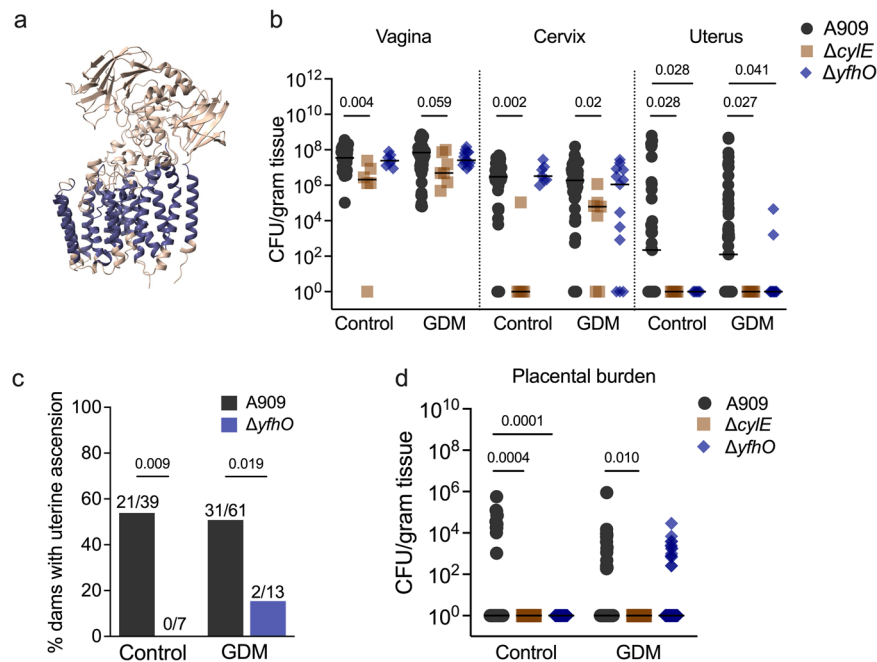 a
b
Vagina
Cervix
Uterus
A909
ΔcylE
ΔyfhO
CFU/gram tissue
10¹²
10¹⁰
10⁸
10⁶
10⁴
10²
10⁰
0.004
0.059
0.002
0.02
0.028
0.028
0.041
0.027
Control
GDM
Control
GDM
Control
GDM
c
A909
ΔyfhO
% dams with uterine ascension
100
80
60
40
20
0
0.009
0.019
21/39
0/7
31/61
2/13
Control
GDM
d
Placental burden
A909
ΔcylE
ΔyfhO
CFU/gram tissue
10¹⁰
10⁸
10⁶
10⁴
10²
10⁰
0.0001
0.0004
0.010
Control
GDM